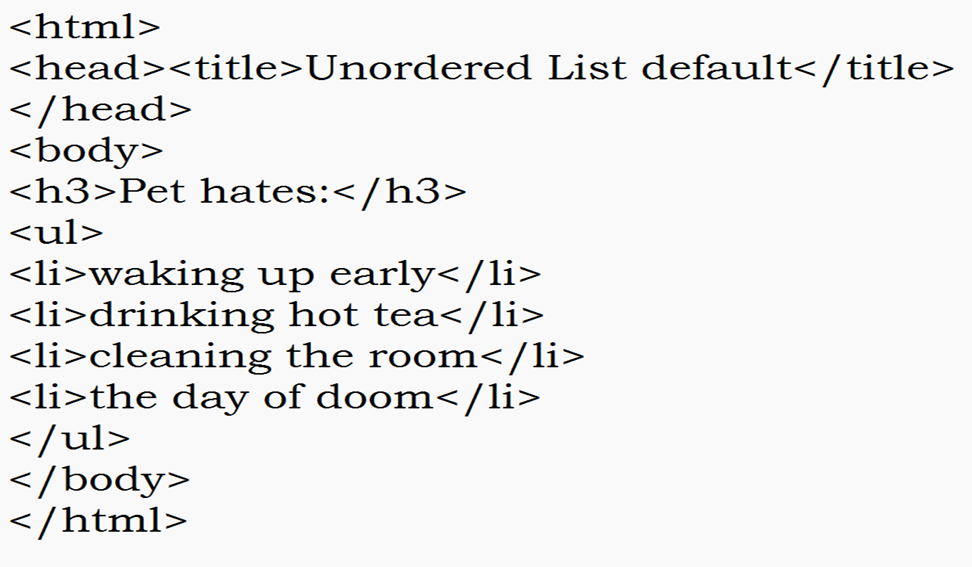 <html>
<head><title>Unordered List default</title>
</head>
<body>
<h3>Pet hates:</h3>
<ul>
<li>waking up early</li>
<li>drinking hot tea</li>
<li>cleaning the room</li>
<li>the day of doom</li>
</ul>
</body>
</html>